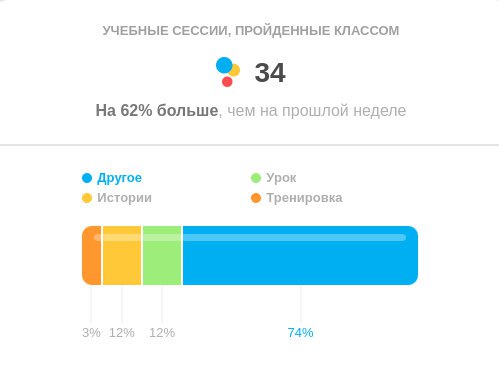 УЧЕБНЫЕ СЕССИИ, ПРОЙДЕННЫЕ КЛАССОМ
34
На 62% больше, чем на прошлой неделе
Другое
Урок
Истории
Тренировка
3% 12% 12% 74%